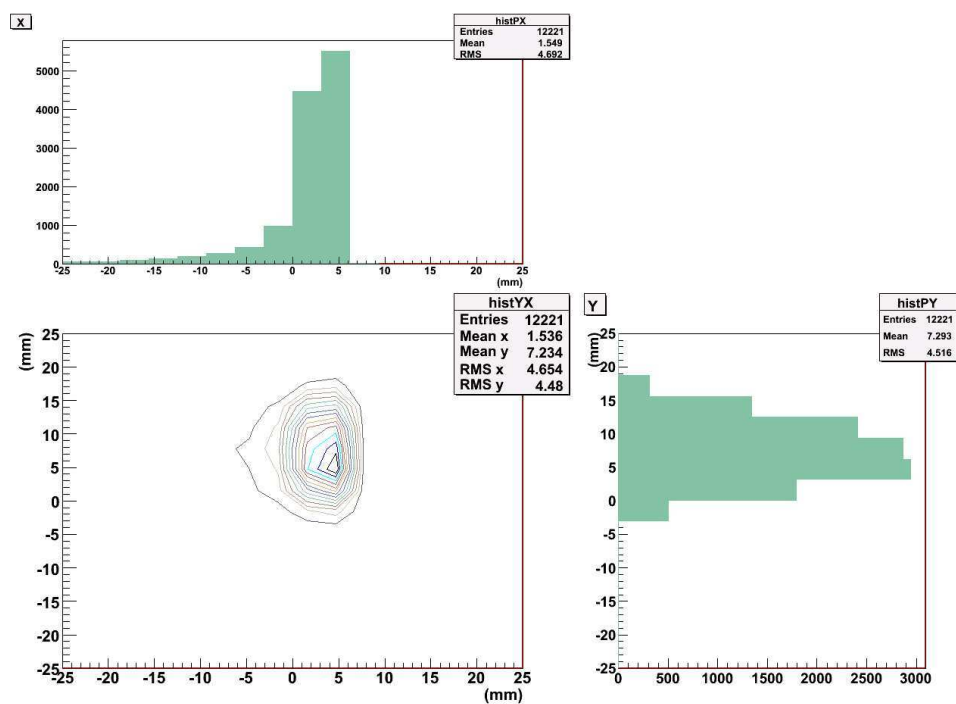 X
histPX
Entries 12221
Mean 1.549
RMS 4.692
5000
4000
3000
2000
1000
0
-25 -20 -15 -10 -5 0 5 10 15 20 25
(mm)
histYX
Entries 12221
Mean x 1.536
Mean y 7.234
RMS x 4.654
RMS y 4.48
(mm)
25
20
15
10
5
0
-5
-10
-15
-20
-25
-25 -20 -15 -10 -5 0 5 10 15 20 25
(mm)
Y
histPY
Entries 12221
Mean 7.293
RMS 4.516
(mm)
25
20
15
10
5
0
-5
-10
-15
-20
-25
0 500 1000 1500 2000 2500 3000